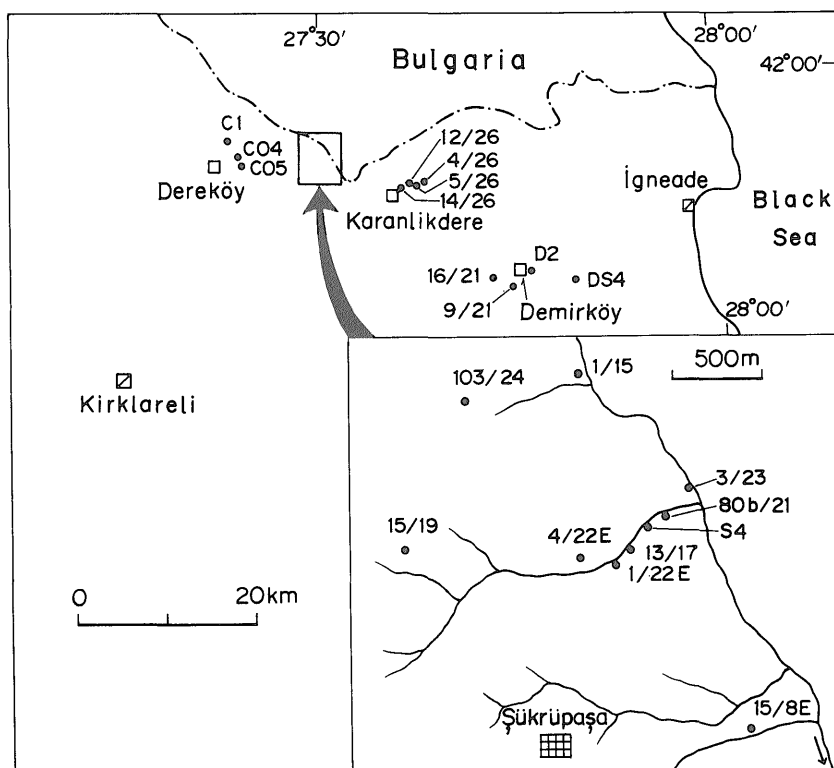 27°30'
28°00'
42°00'
Bulgaria
C1
CO4
CO5
Dereköy
12/26
4/26
5/26
14/26
Karanlikdere
İgneade
Black
Sea
16/21
D2
DS4
9/21
Demirköy
28°00'
Kirklareli
0 20km
500m
1/15
103/24
3/23
80b/21
S4
15/19
4/22E
13/17
1/22E
15/8E
Şükrüpaşa